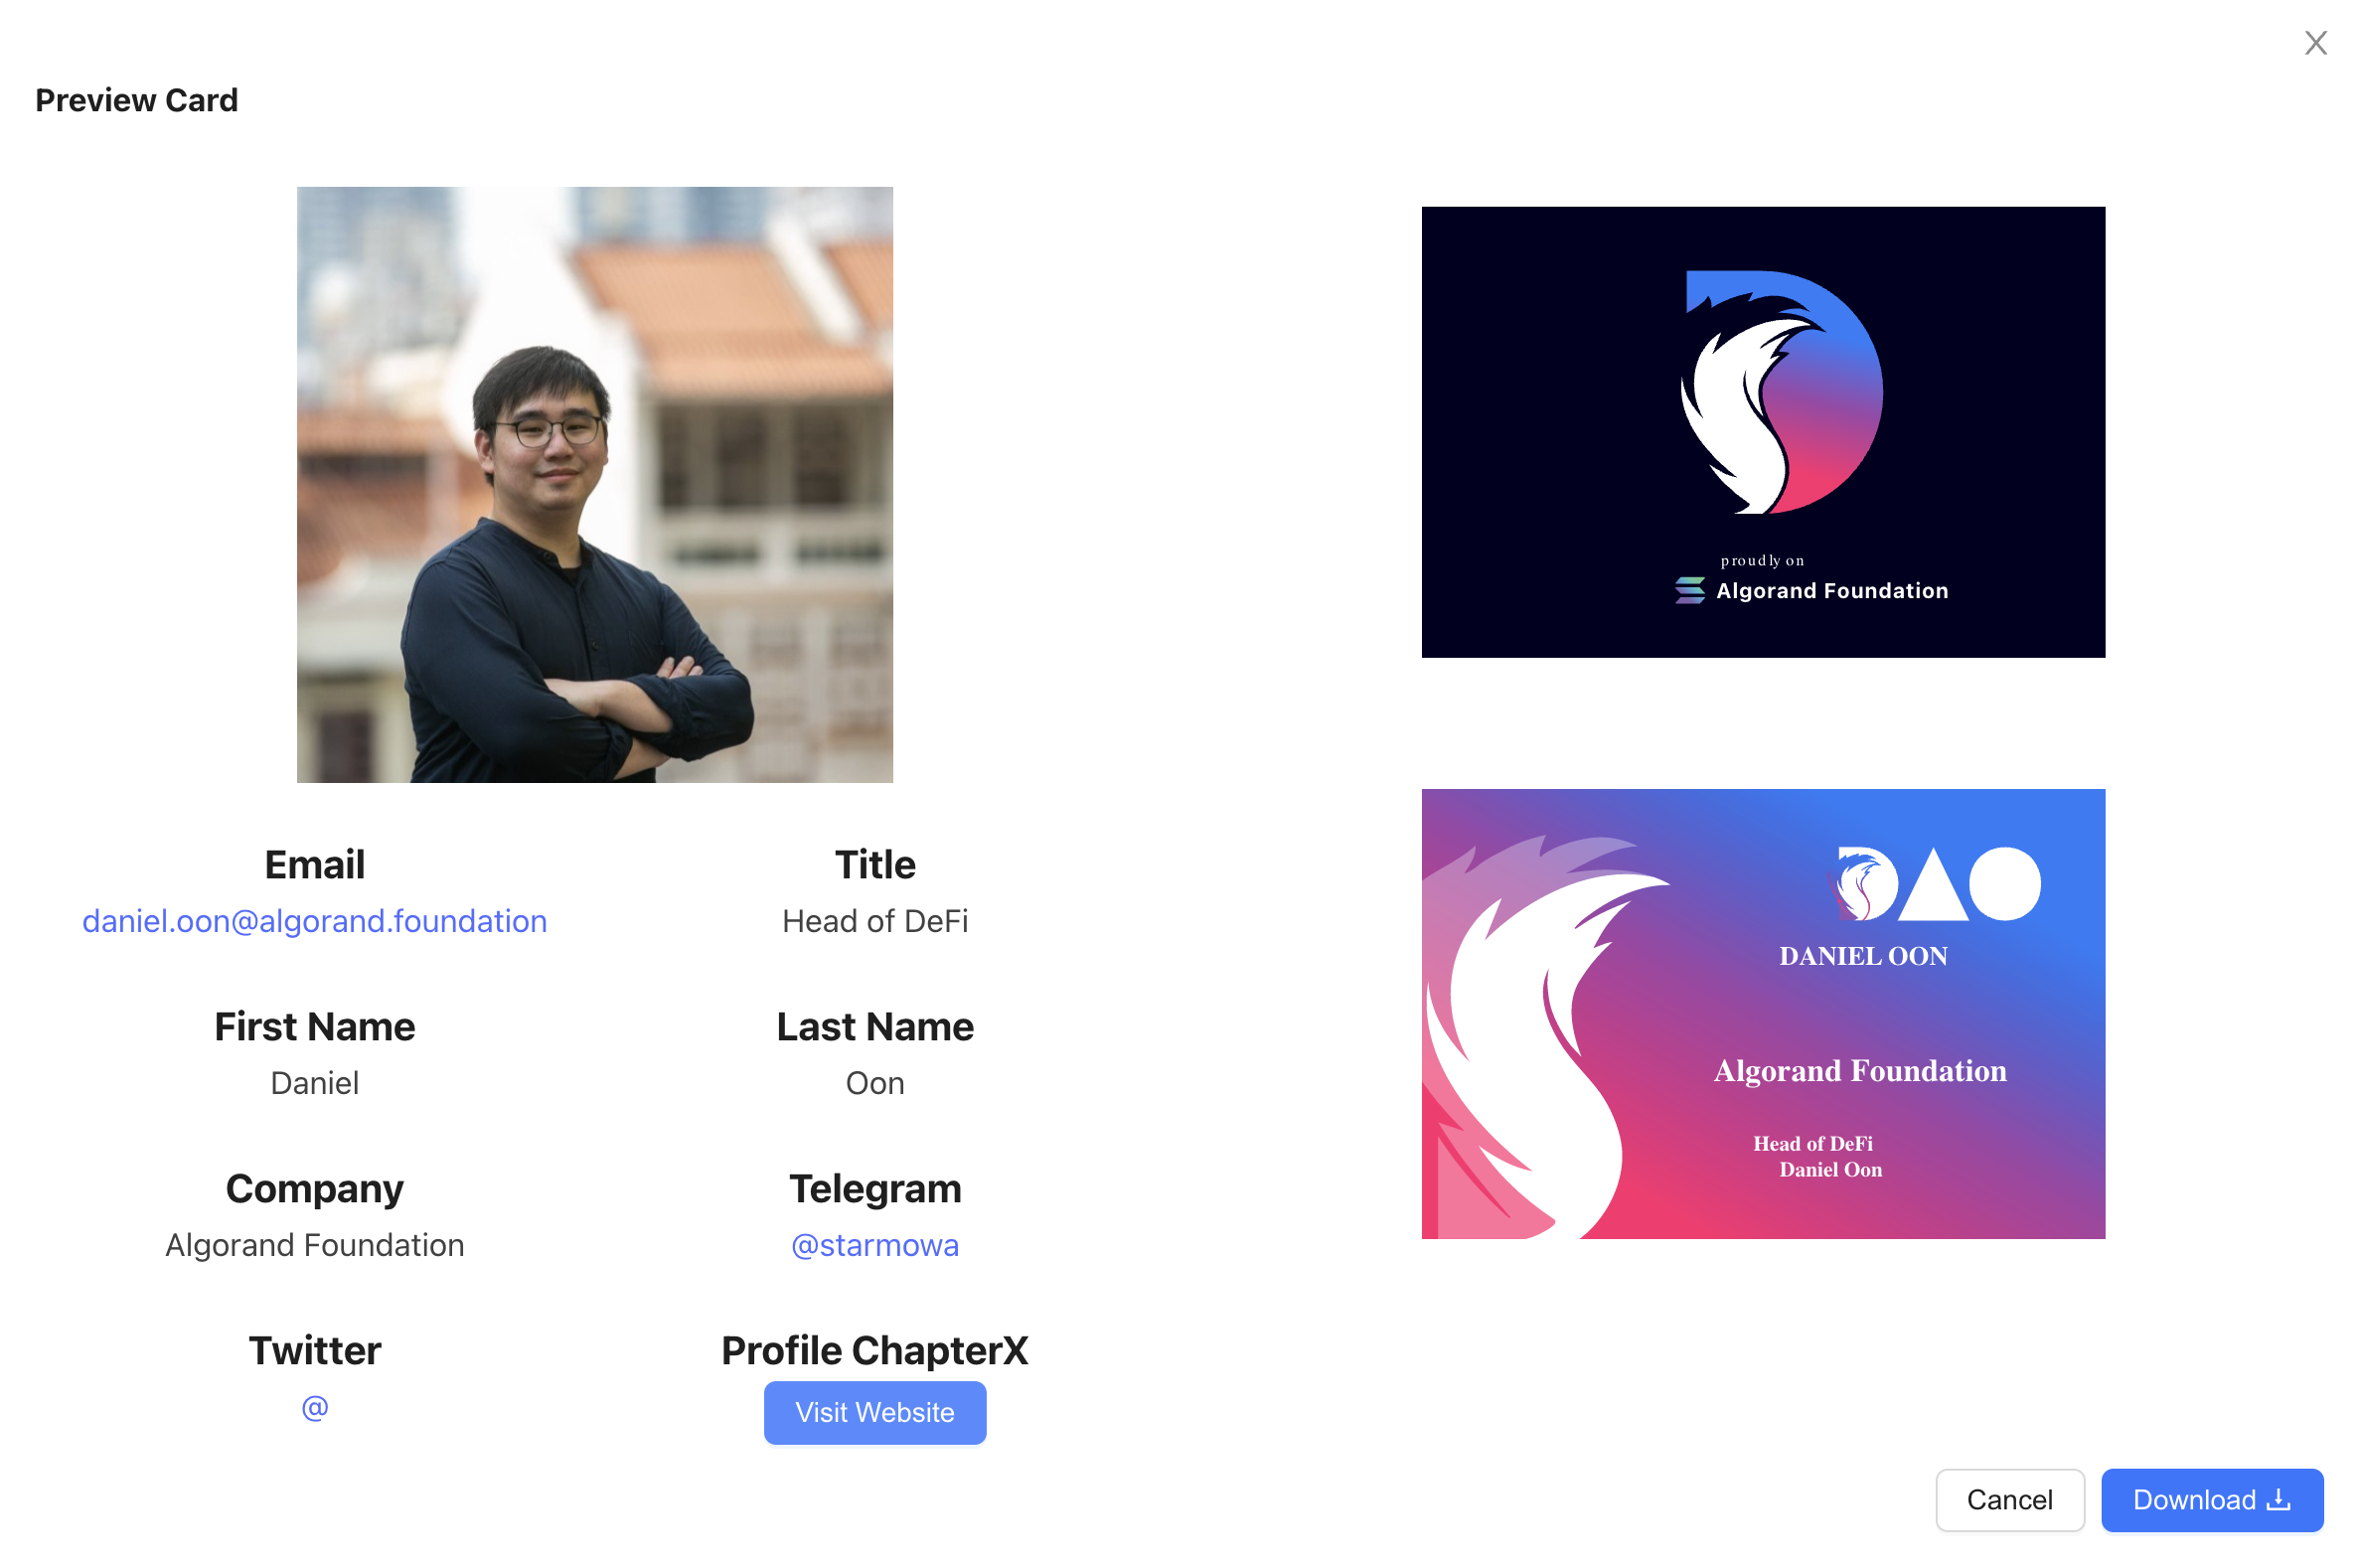 Preview Card
Email
daniel.oon@algorand.foundation
Title
Head of DeFi
First Name
Daniel
Last Name
Oon
Company
Algorand Foundation
Telegram
@starmowa
Twitter
@
Profile ChapterX
Visit Website
proudly on
Algorand Foundation
DAO
DANIEL OON
Algorand Foundation
Head of DeFi
Daniel Oon
Cancel
Download